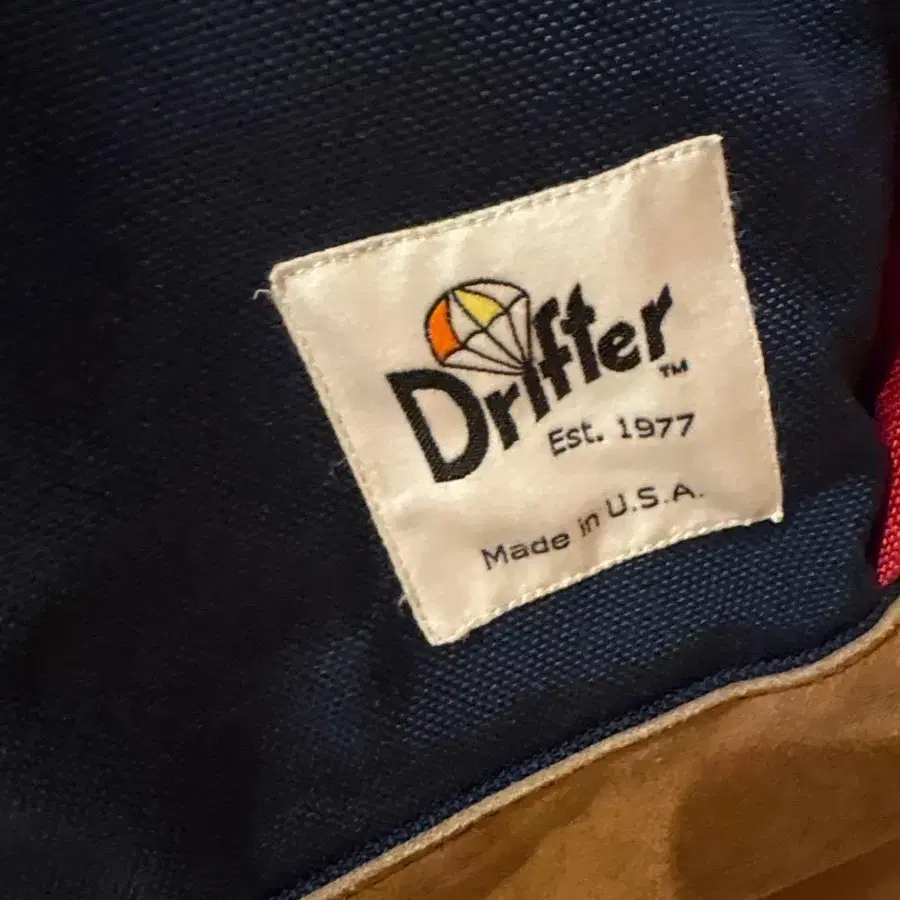 Drifter™
Est. 1977
Made in U.S.A.